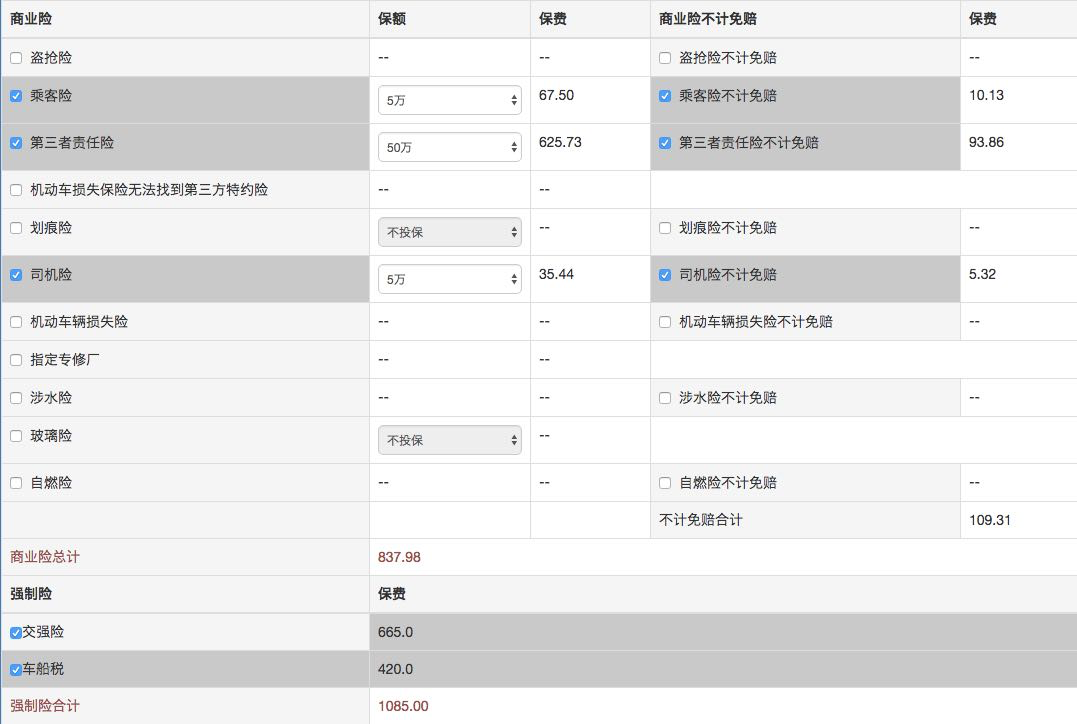 商业险 保额 保费 商业险不计免赔 保费
盗抢险 -- -- 盗抢险不计免赔 --
乘客险 5万 67.50 乘客险不计免赔 10.13
第三者责任险 50万 625.73 第三者责任险不计免赔 93.86
机动车损失保险无法找到第三方特约险 -- --
划痕险 不投保 -- 划痕险不计免赔 --
司机险 5万 35.44 司机险不计免赔 5.32
机动车辆损失险 -- -- 机动车辆损失险不计免赔 --
指定专修厂 -- --
涉水险 -- -- 涉水险不计免赔 --
玻璃险 不投保 --
自燃险 -- -- 自燃险不计免赔 --
不计免赔合计 109.31
商业险总计 837.98
强制险 保费
交强险 665.0
车船税 420.0
强制险合计 1085.00